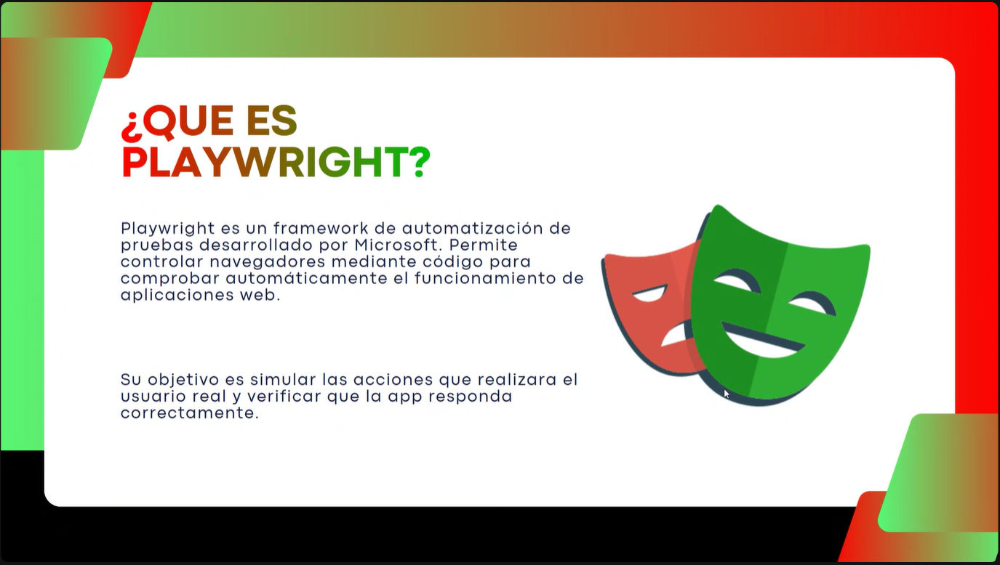 ¿QUE ES
PLAYWRIGHT?
Playwright es un framework de automatización de
pruebas desarrollado por Microsoft. Permite
controlar navegadores mediante código para
comprobar automáticamente el funcionamiento de
aplicaciones web.
Su objetivo es simular las acciones que realizara el
usuario real y verificar que la app responda
correctamente.